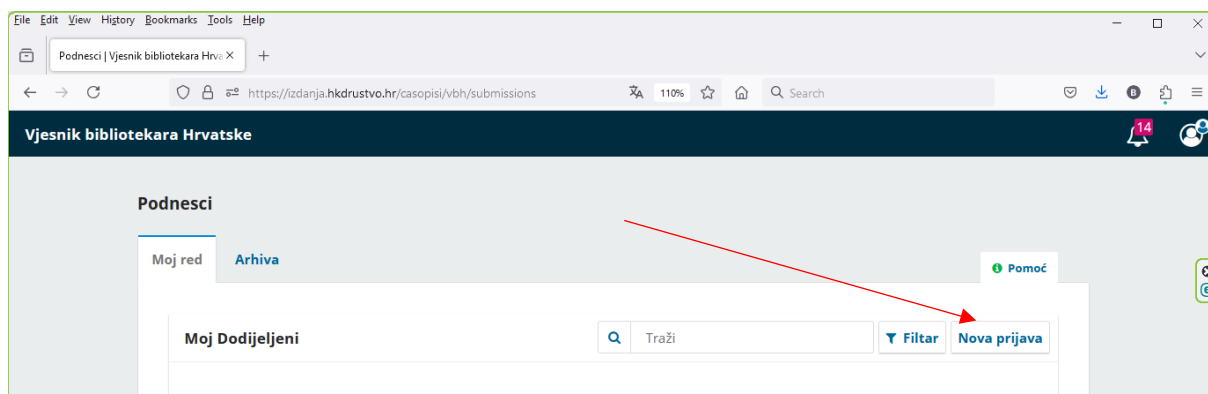 File Edit View History Bookmarks Tools Help
Podnesci | Vjesnik bibliotekara Hrva
https://izdanja.hkdrustvo.hr/casopisi/vbh/submissions 110% Search
Vjesnik bibliotekara Hrvatske 14
Podnesci
Moj red Arhiva
Pomoć
Moj Dodijeljeni Traži Filtar Nova prijava